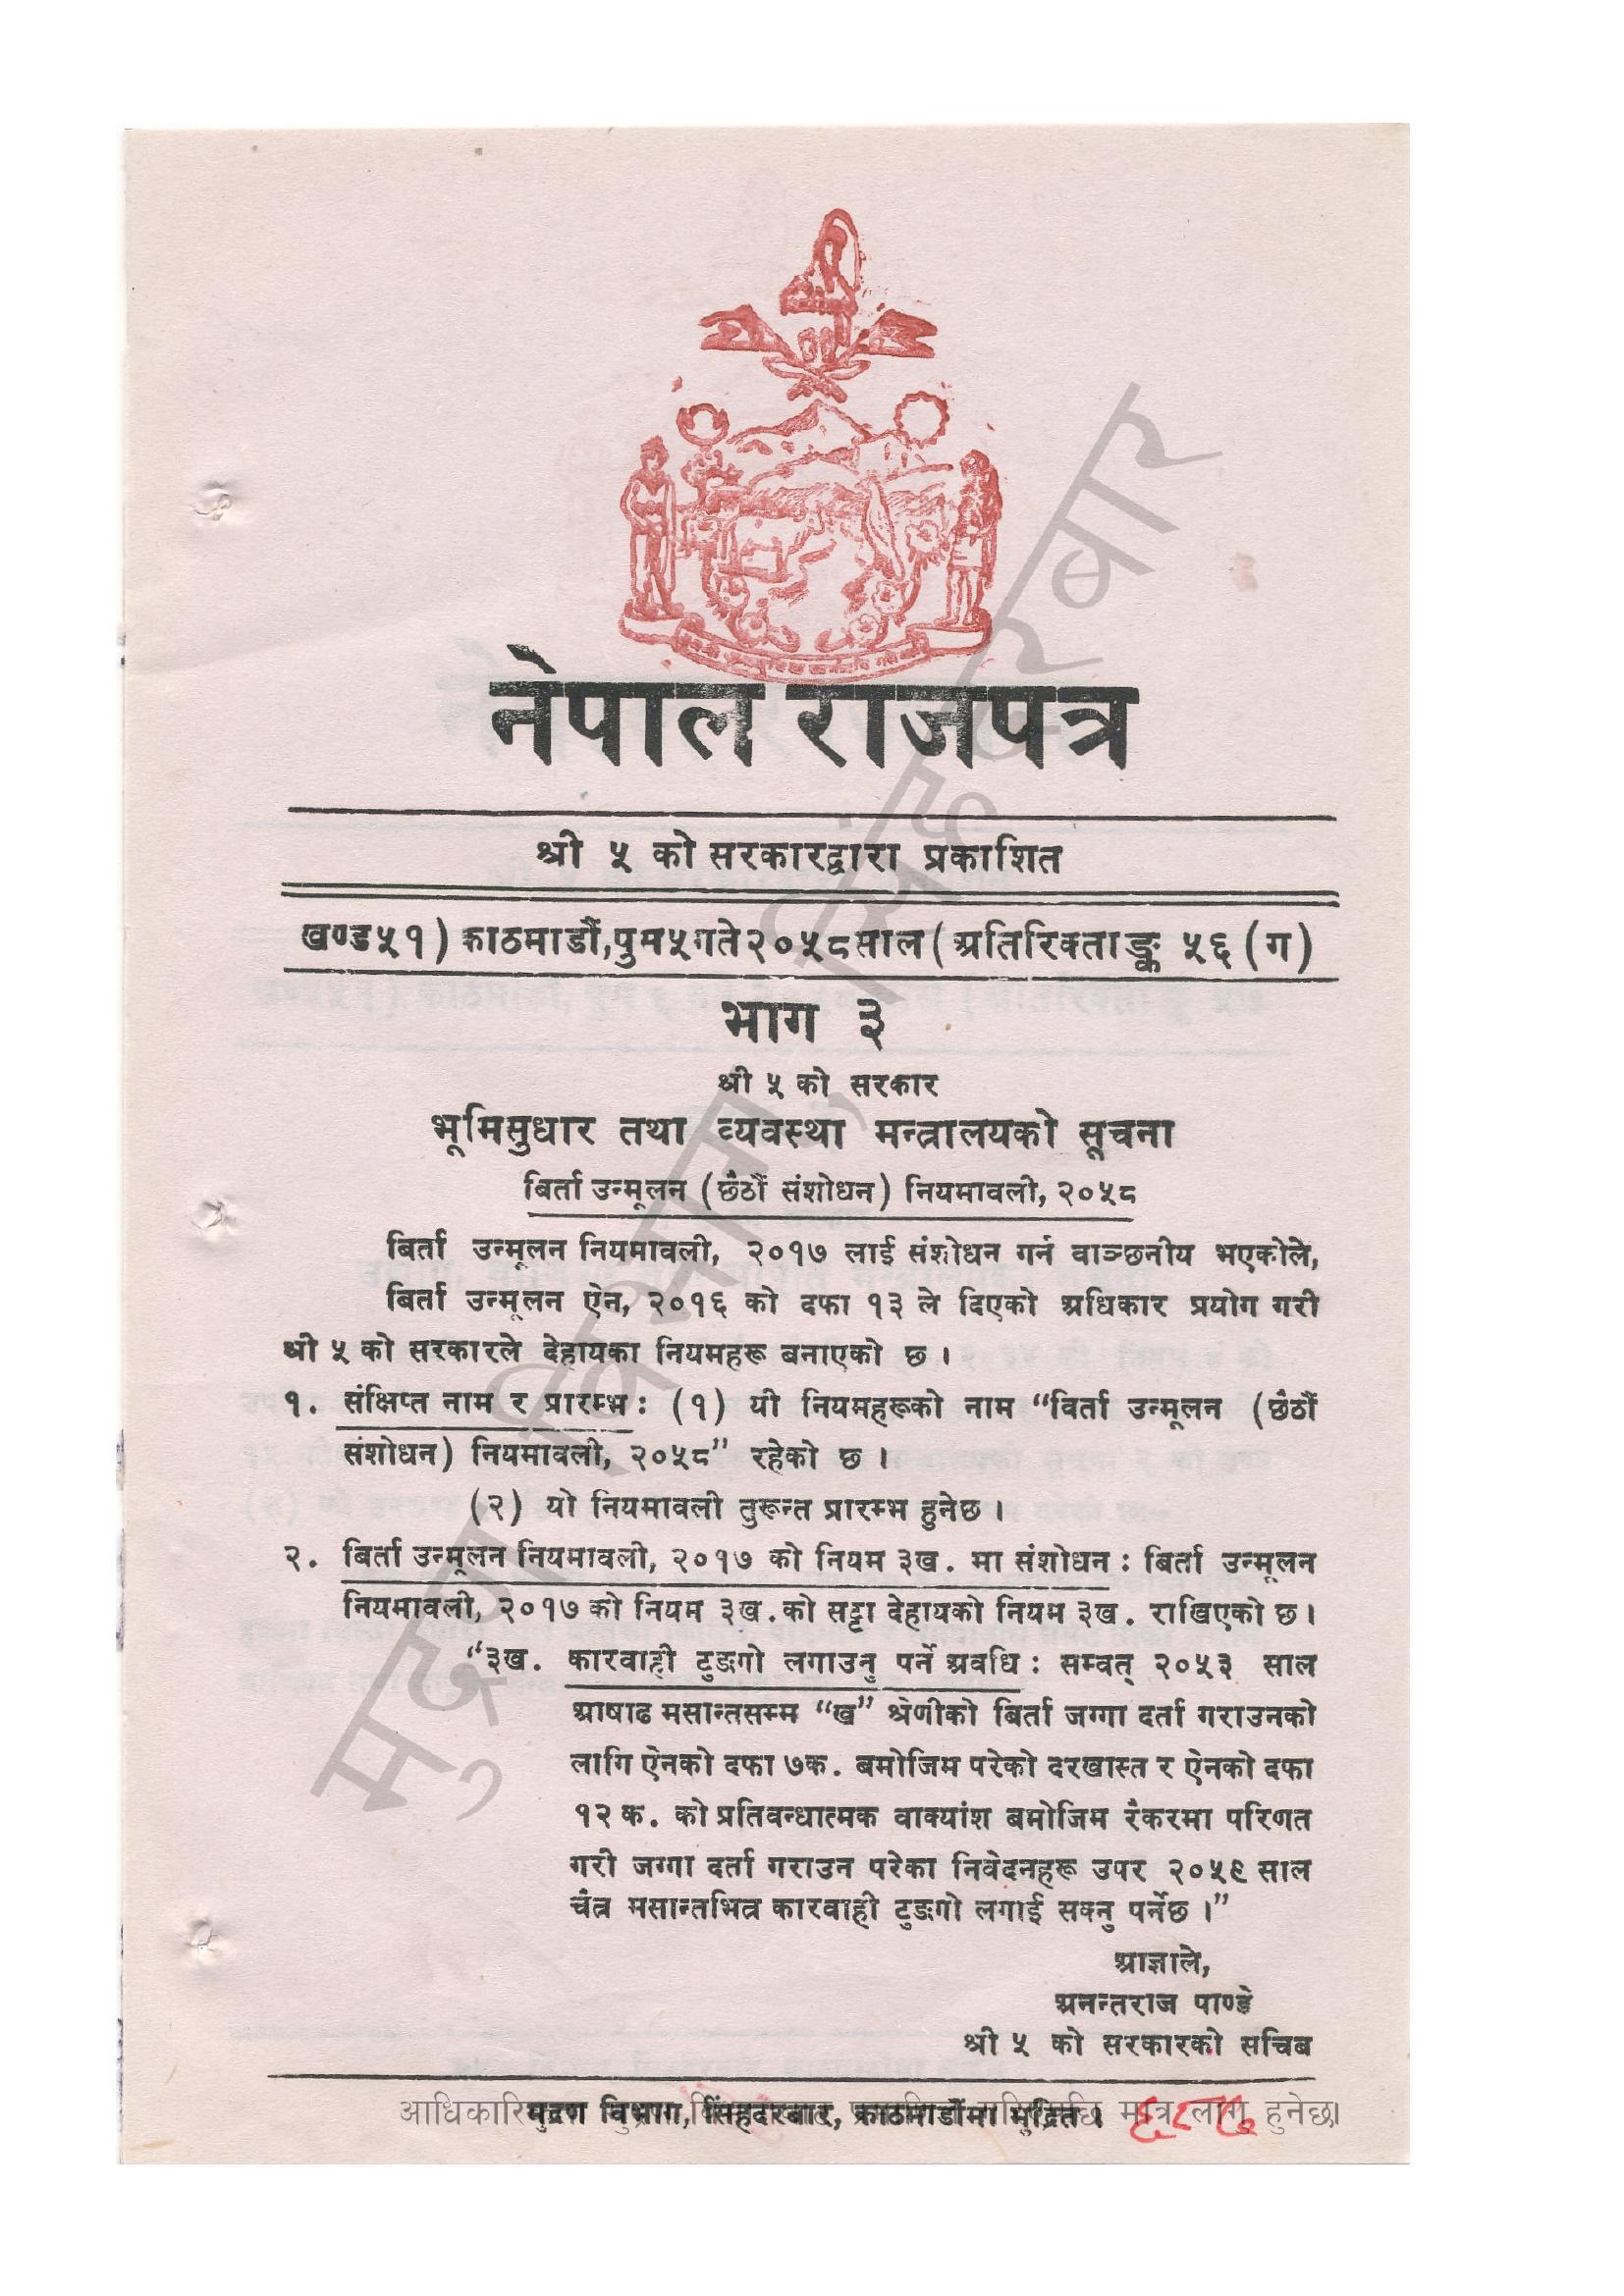 नेपाल राजपत्र
श्री ५ को सरकारद्वारा प्रकाशित
खण्ड ५१) काठमाडौं, पुस ५ गते २०५८ साल (अतिरिक्ताङ्क ५६ (ग)
भाग ३
श्री ५ को सरकार
भूमिसुधार तथा व्यवस्था मन्त्रालयको सूचना
बिर्ता उन्मूलन (छैठौं संशोधन) नियमावली, २०५८
बिर्ता उन्मूलन नियमावली, २०१७ लाई संशोधन गर्न वाञ्छनीय भएकोले,
बिर्ता उन्मूलन ऐन, २०१६ को दफा १३ ले दिएको अधिकार प्रयोग गरी
श्री ५ को सरकारले देहायका नियमहरू बनाएको छ ।
१. संक्षिप्त नाम र प्रारम्भ : (१) यी नियमहरूको नाम “विर्ता उन्मूलन (छैठौं
संशोधन) नियमावली, २०५८” रहेको छ ।
(२) यो नियमावली तुरून्त प्रारम्भ हुनेछ ।
२. बिर्ता उन्मूलन नियमावली, २०१७ को नियम ३ख. मा संशोधन : बिर्ता उन्मूलन
नियमावली, २०१७ को नियम ३ख. को सट्टा देहायको नियम ३ख. राखिएको छ ।
“३ख. कारवाही टुङ्गो लगाउनु पर्ने अवधि : सम्वत् २०५३ साल
आषाढ मसान्तसम्म “ख” श्रेणीको बिर्ता जग्गा दर्ता गराउनको
लागि ऐनको दफा ७क. बमोजिम परेको दरखास्त र ऐनको दफा
१२ क. को प्रतिवन्धात्मक वाक्यांश बमोजिम रैकरमा परिणत
गरी जग्गा दर्ता गराउन परेका निवेदनहरू उपर २०५९ साल
चैत्र मसान्तभित्र कारवाही टुङ्गो लगाई सक्नु पर्नेछ ।”
आज्ञाले,
अनन्तराज पाण्डे
श्री ५ को सरकारको सचिब
मुद्रण विभाग, सिंहदरबार, काठमाडौंमा मुद्रित ।
आधिकारि मात्र लागु हुनेछ।
मुद्रण विभाग, सिंहदरबार